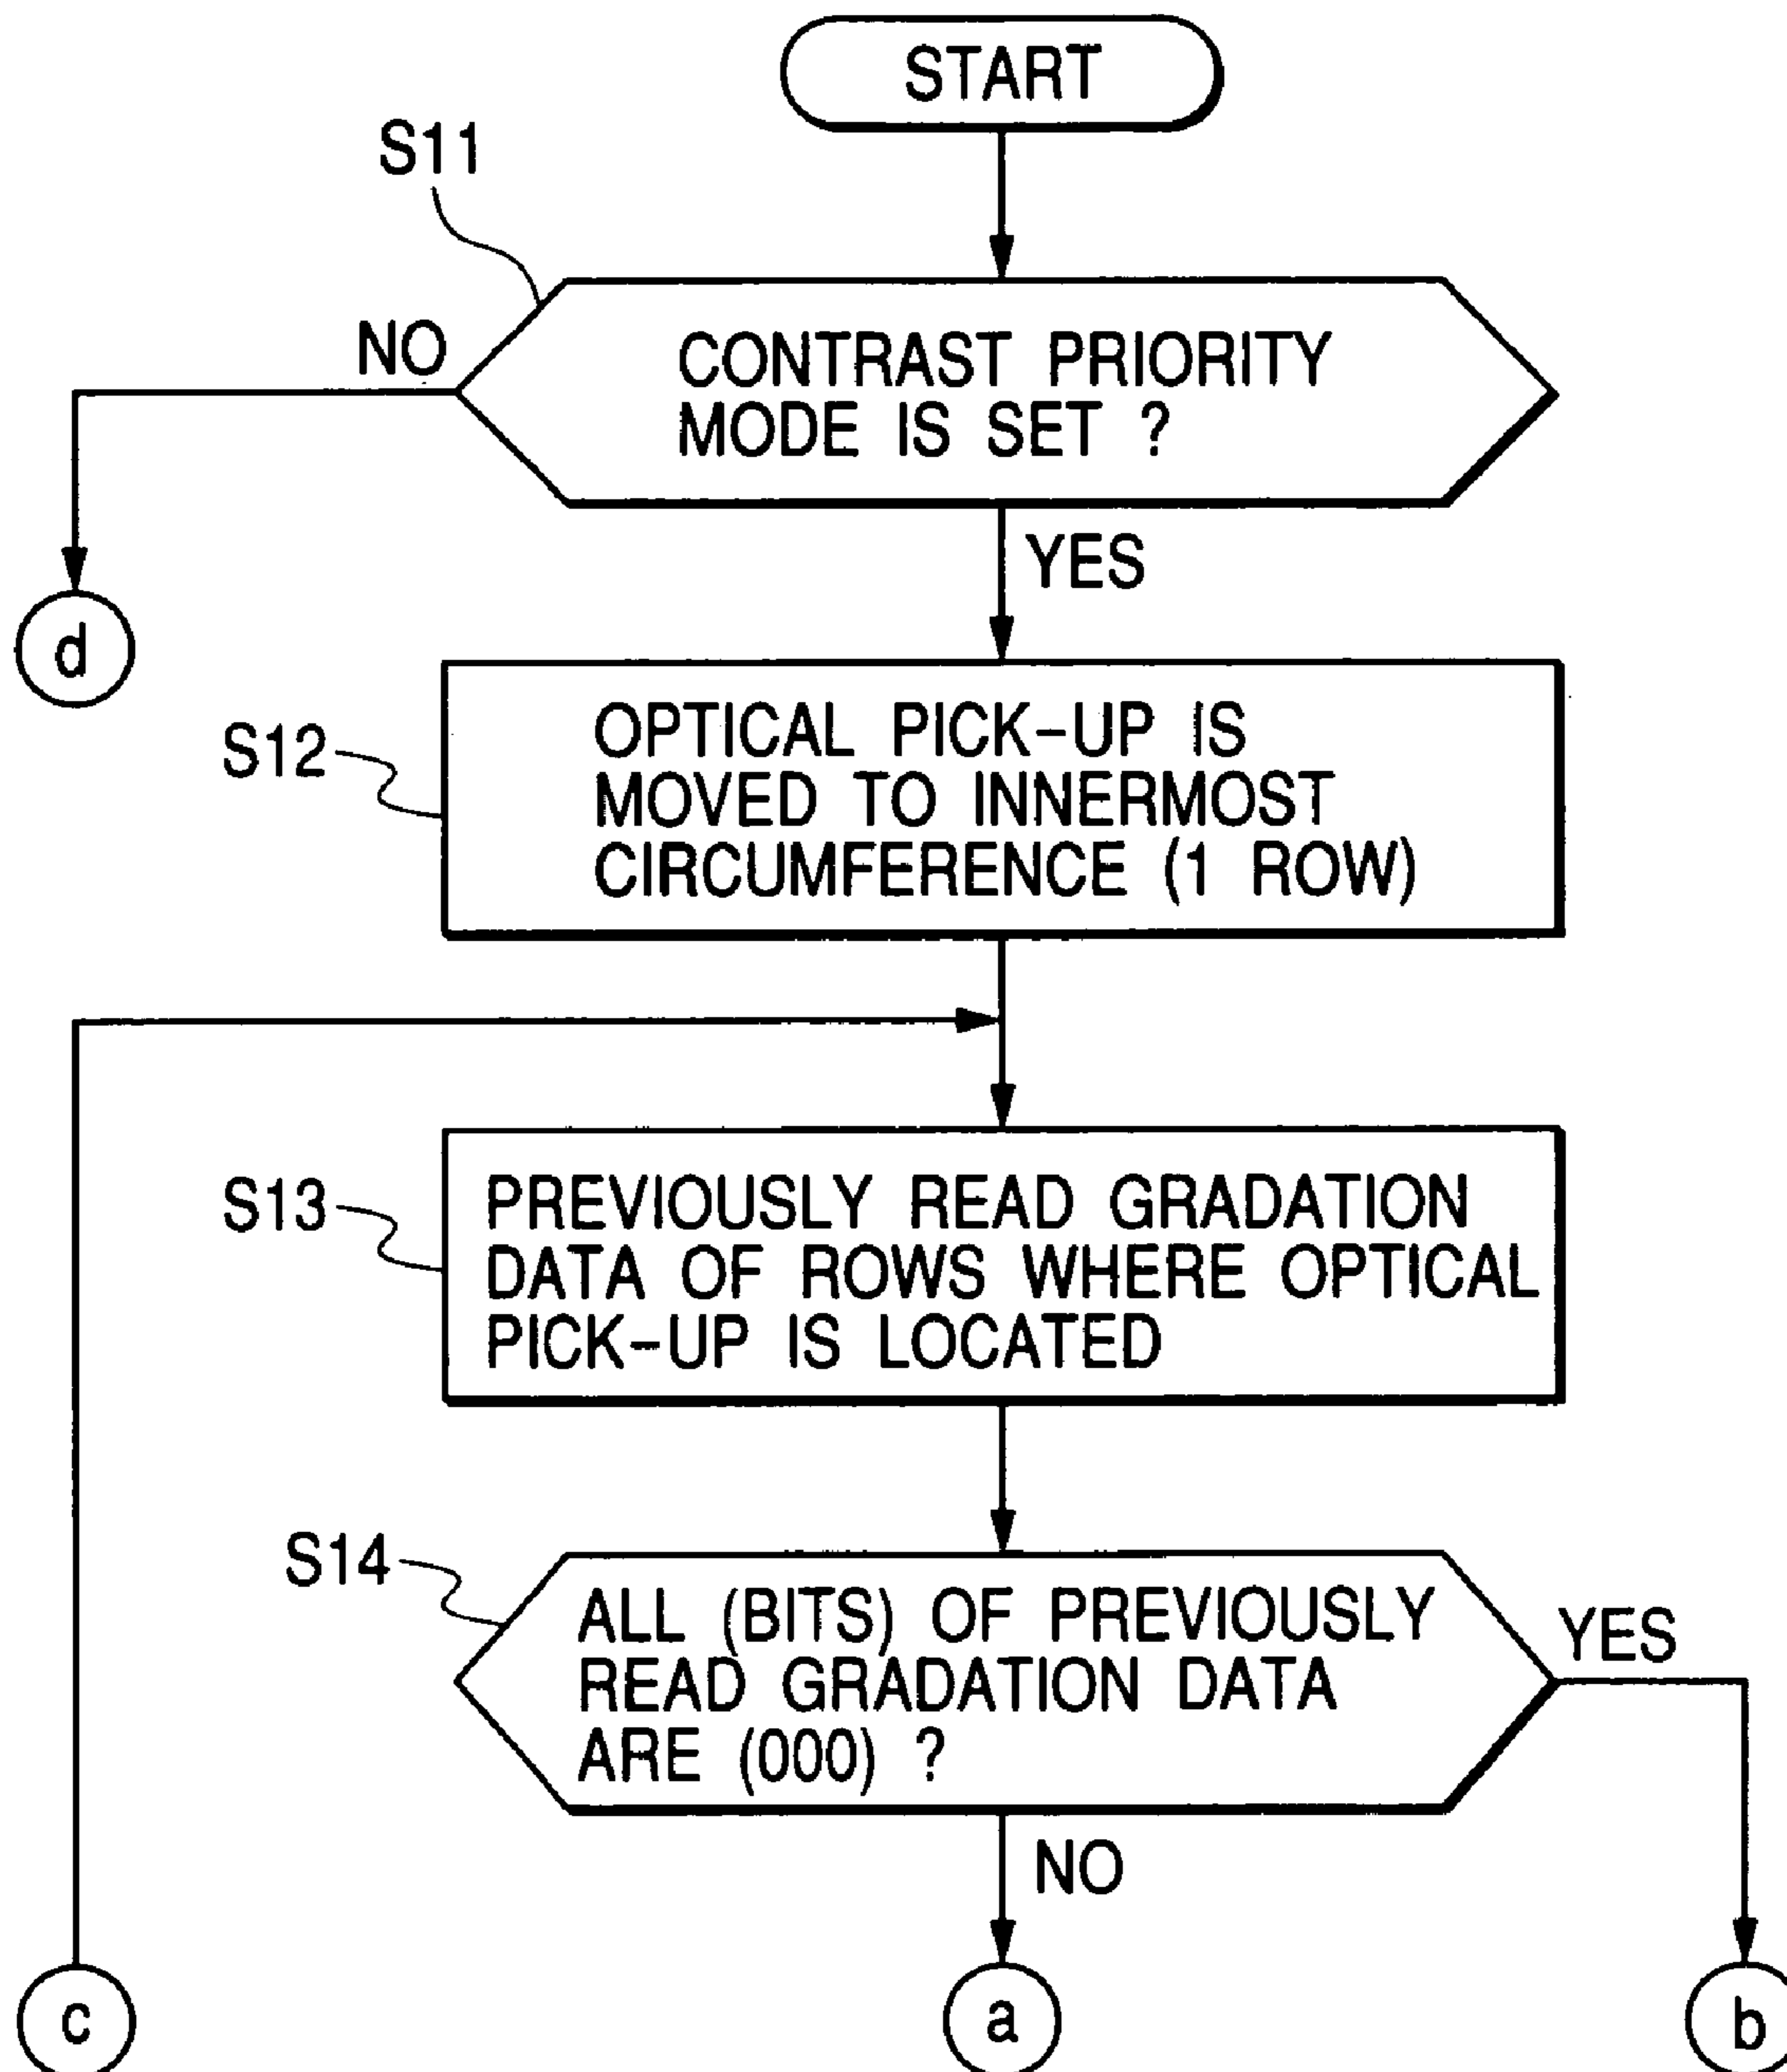 START
S11
NO
CONTRAST PRIORITY
MODE IS SET ?
YES
d
S12
OPTICAL PICK-UP IS
MOVED TO INNERMOST
CIRCUMFERENCE (1 ROW)
S13
PREVIOUSLY READ GRADATION
DATA OF ROWS WHERE OPTICAL
PICK-UP IS LOCATED
S14
ALL (BITS) OF PREVIOUSLY
READ GRADATION DATA
ARE (000) ?
YES
NO
c
a
b